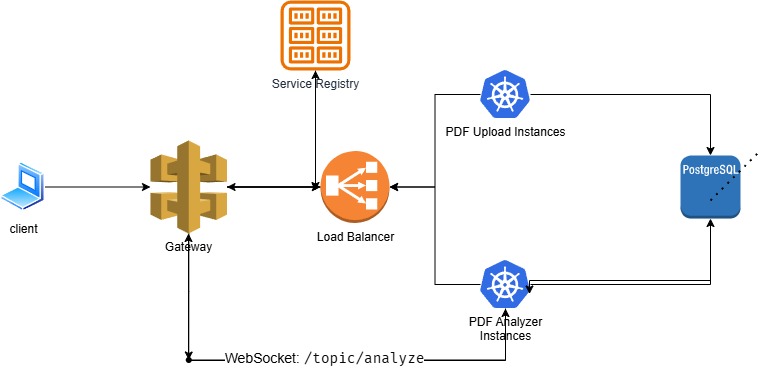 Service Registry
PDF Upload Instances
PostgreSQL
client
Gateway
Load Balancer
PDF Analyzer
Instances
WebSocket: /topic/analyze